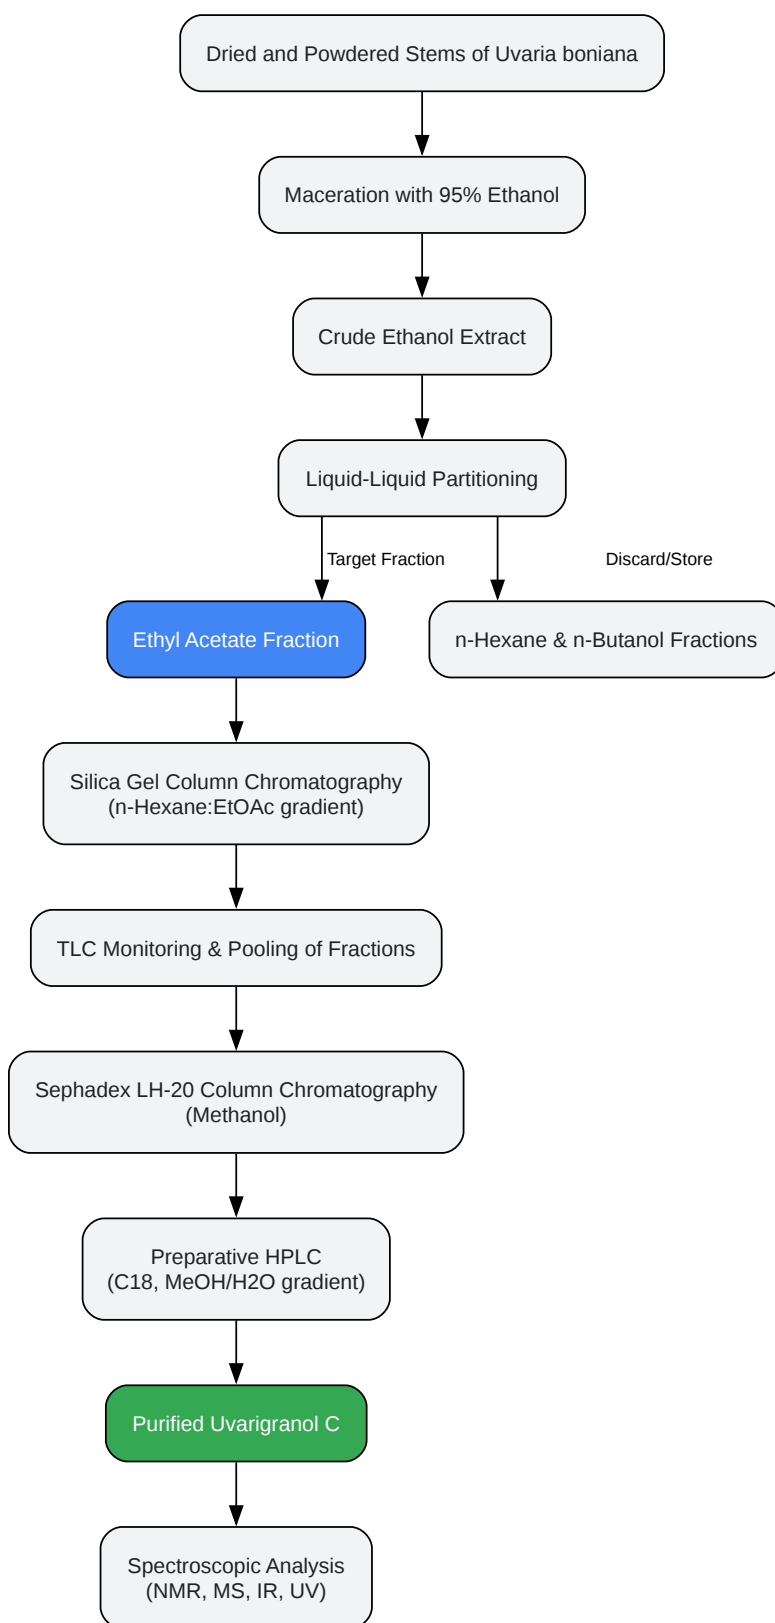 Dried and Powdered Stems of Uvaria boniana
Maceration with 95% Ethanol
Crude Ethanol Extract
Liquid-Liquid Partitioning
Target Fraction
Discard/Store
Ethyl Acetate Fraction
n-Hexane & n-Butanol Fractions
Silica Gel Column Chromatography
(n-Hexane:EtOAc gradient)
TLC Monitoring & Pooling of Fractions
Sephadex LH-20 Column Chromatography
(Methanol)
Preparative HPLC
(C18, MeOH/H2O gradient)
Purified Uvarigranol C
Spectroscopic Analysis
(NMR, MS, IR, UV)